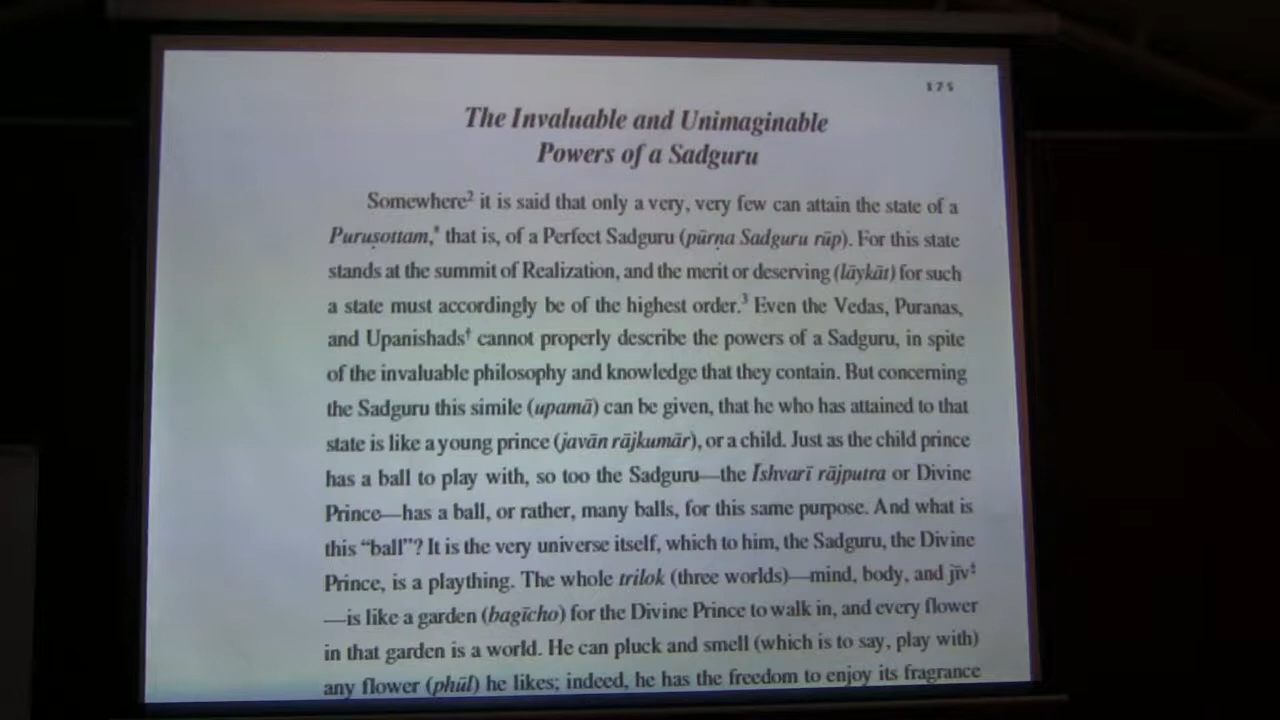 175
The Invaluable and Unimaginable
Powers of a Sadguru
Somewhere² it is said that only a very, very few can attain the state of a
Puruṣottam,* that is, of a Perfect Sadguru (pūrṇa Sadguru rūp). For this state
stands at the summit of Realization, and the merit or deserving (lāykāt) for such
a state must accordingly be of the highest order.³ Even the Vedas, Puranas,
and Upanishads† cannot properly describe the powers of a Sadguru, in spite
of the invaluable philosophy and knowledge that they contain. But concerning
the Sadguru this simile (upamā) can be given, that he who has attained to that
state is like a young prince (javān rājkumār), or a child. Just as the child prince
has a ball to play with, so too the Sadguru—the Īshvarī rājputra or Divine
Prince—has a ball, or rather, many balls, for this same purpose. And what is
this “ball”? It is the very universe itself, which to him, the Sadguru, the Divine
Prince, is a plaything. The whole trilok (three worlds)—mind, body, and jīv‡
—is like a garden (bagīcho) for the Divine Prince to walk in, and every flower
in that garden is a world. He can pluck and smell (which is to say, play with)
any flower (phūl) he likes; indeed, he has the freedom to enjoy its fragrance